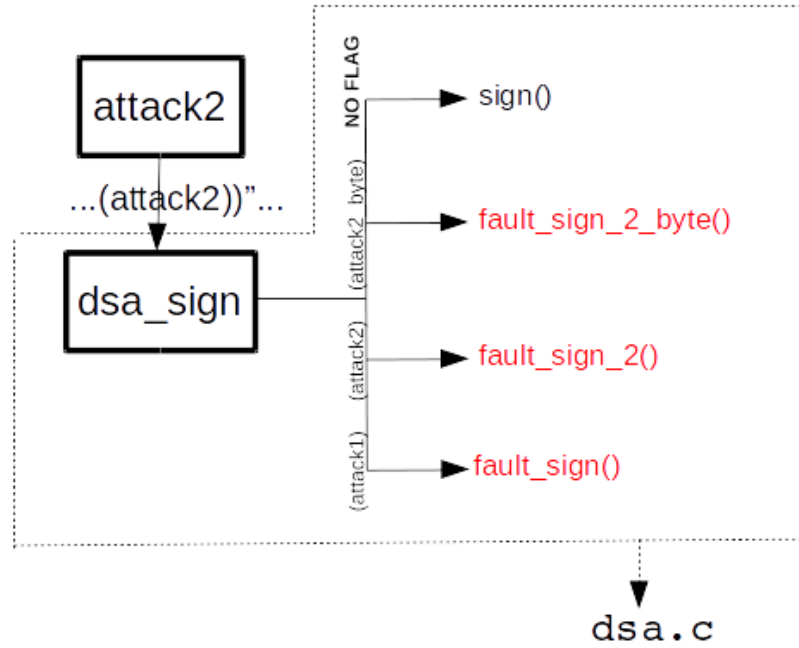 attack2
...(attack2))”...
dsa_sign
NO FLAG
sign()
(attack2_byte)
fault_sign_2_byte()
(attack2)
fault_sign_2()
(attack1)
fault_sign()
dsa.c